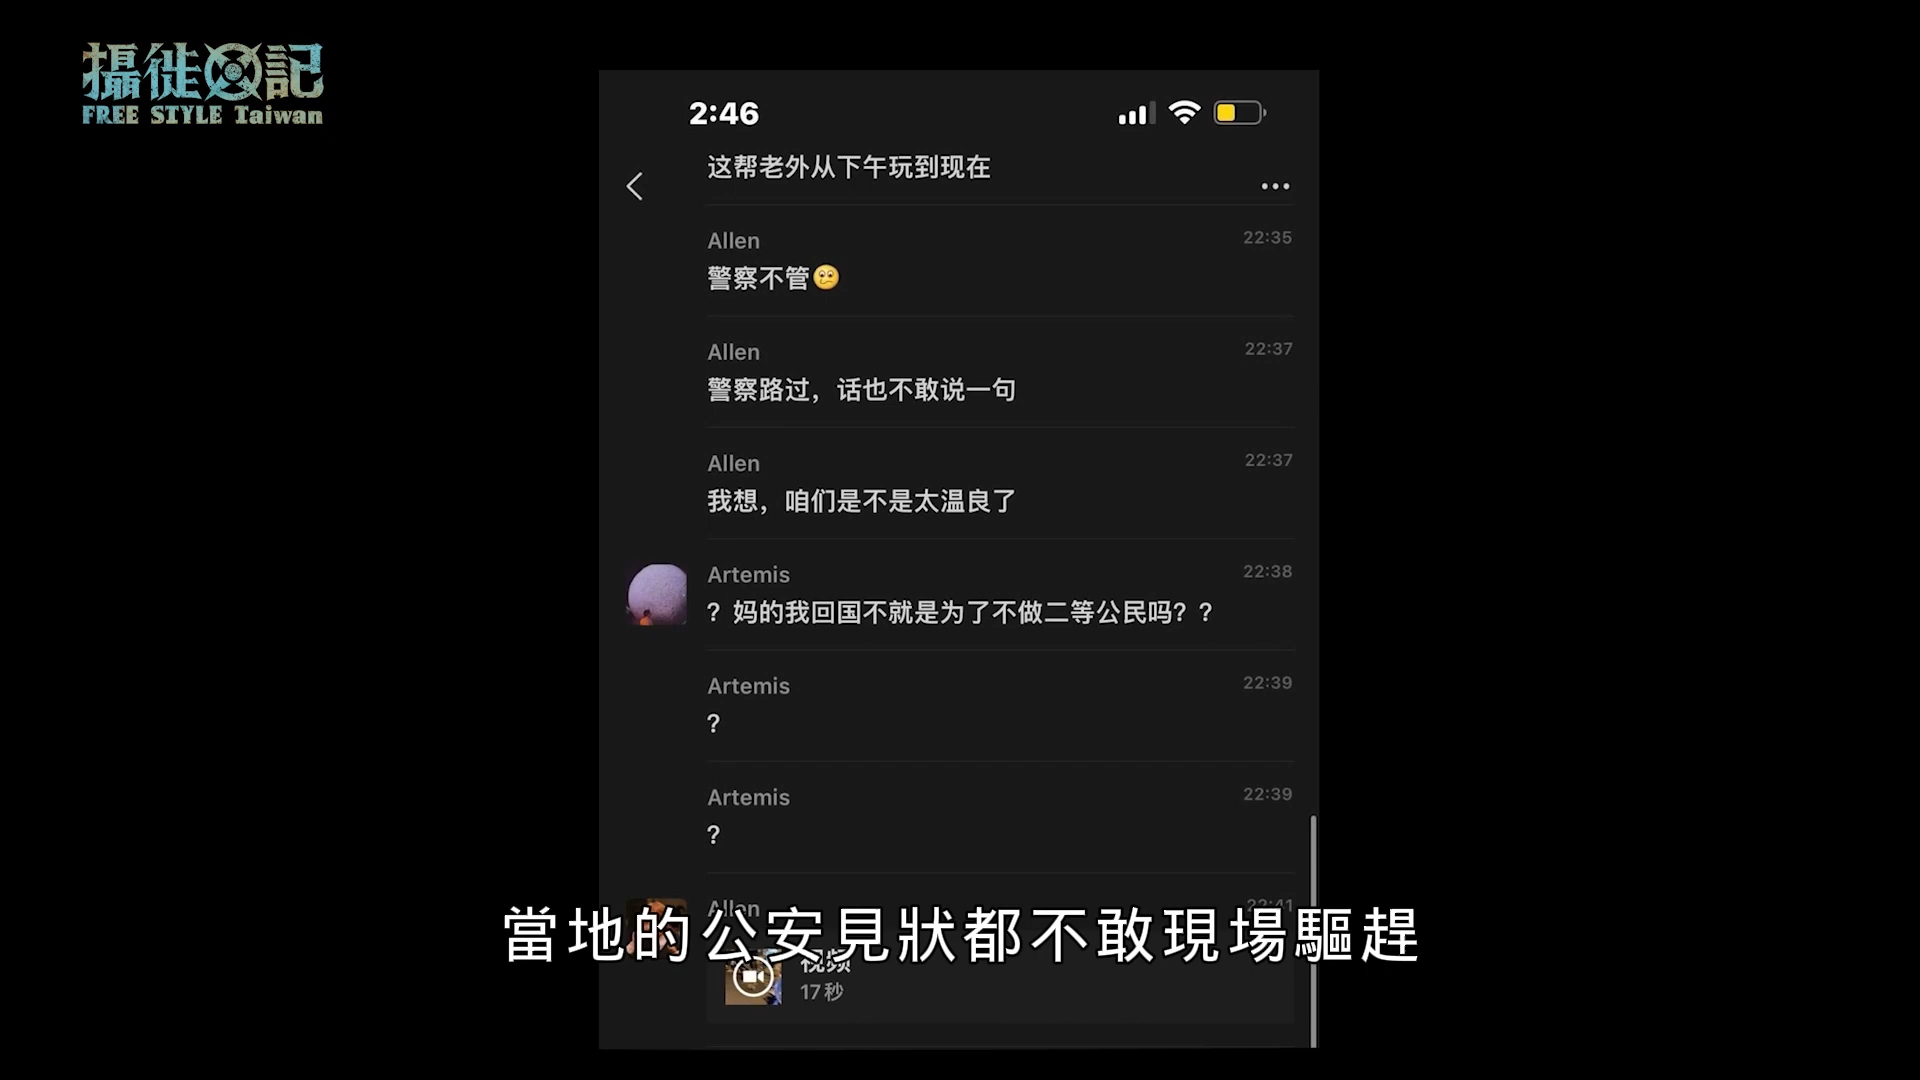 攝徒日記
FREE STYLE Taiwan
2:46
这帮老外从下午玩到现在
Allen
22:35
警察不管
Allen
22:37
警察路过，话也不敢说一句
Allen
22:37
我想，咱们是不是太温良了
Artemis
22:38
？妈的我回国不就是为了不做二等公民吗？？
Artemis
22:39
？
Artemis
22:39
？
Allen
22:41
视频
17秒
當地的公安見狀都不敢現場驅趕